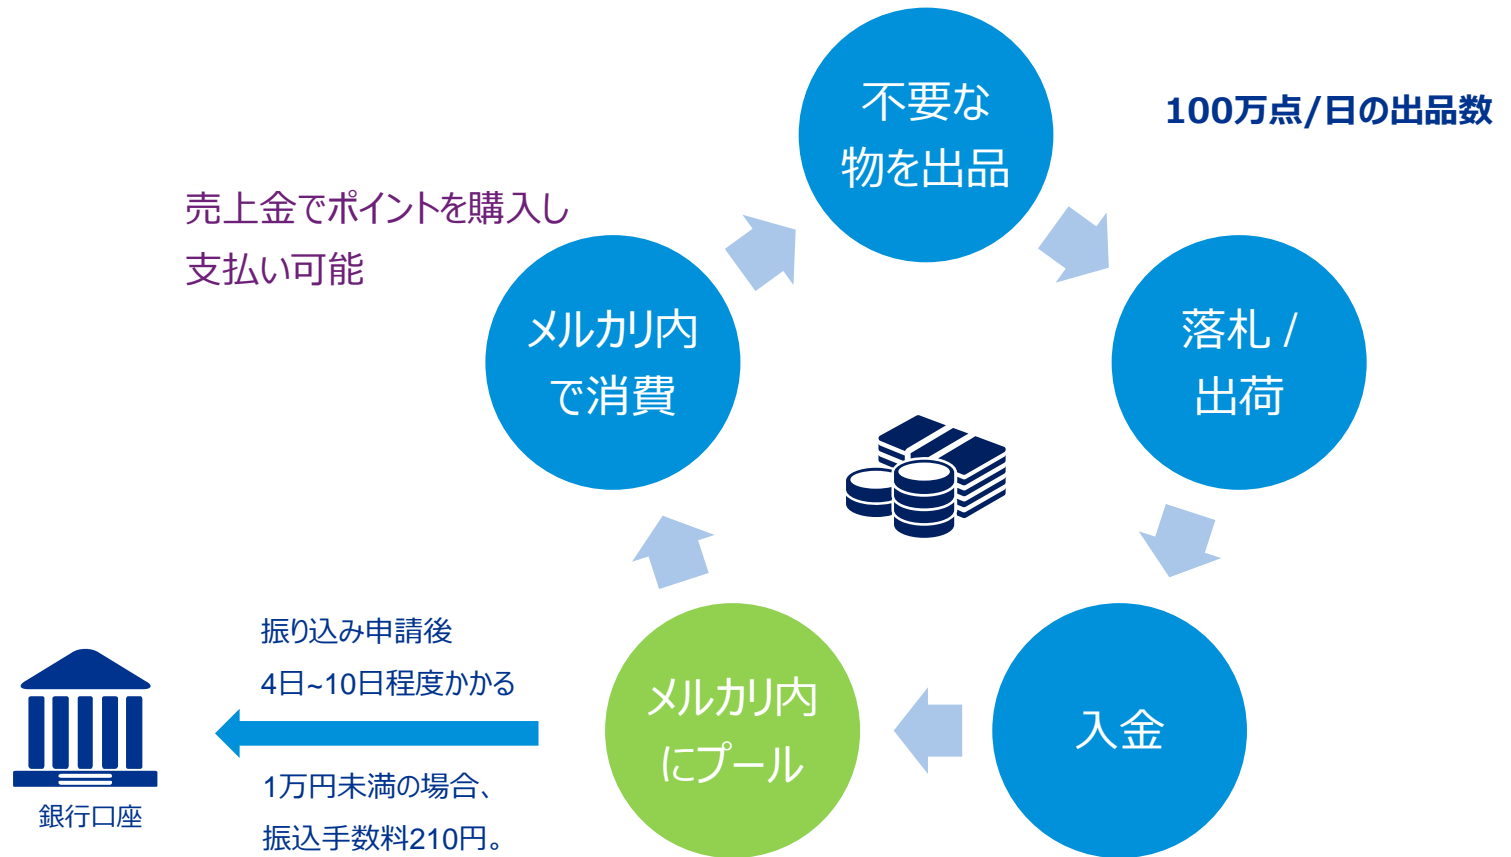 不要な
物を出品
100万点/日の出品数
売上金でポイントを購入し
支払い可能
メルカリ内
で消費
落札 /
出荷
振り込み申請後
4日~10日程度かかる
メルカリ内
にプール
入金
1万円未満の場合、
振込手数料210円。
銀行口座